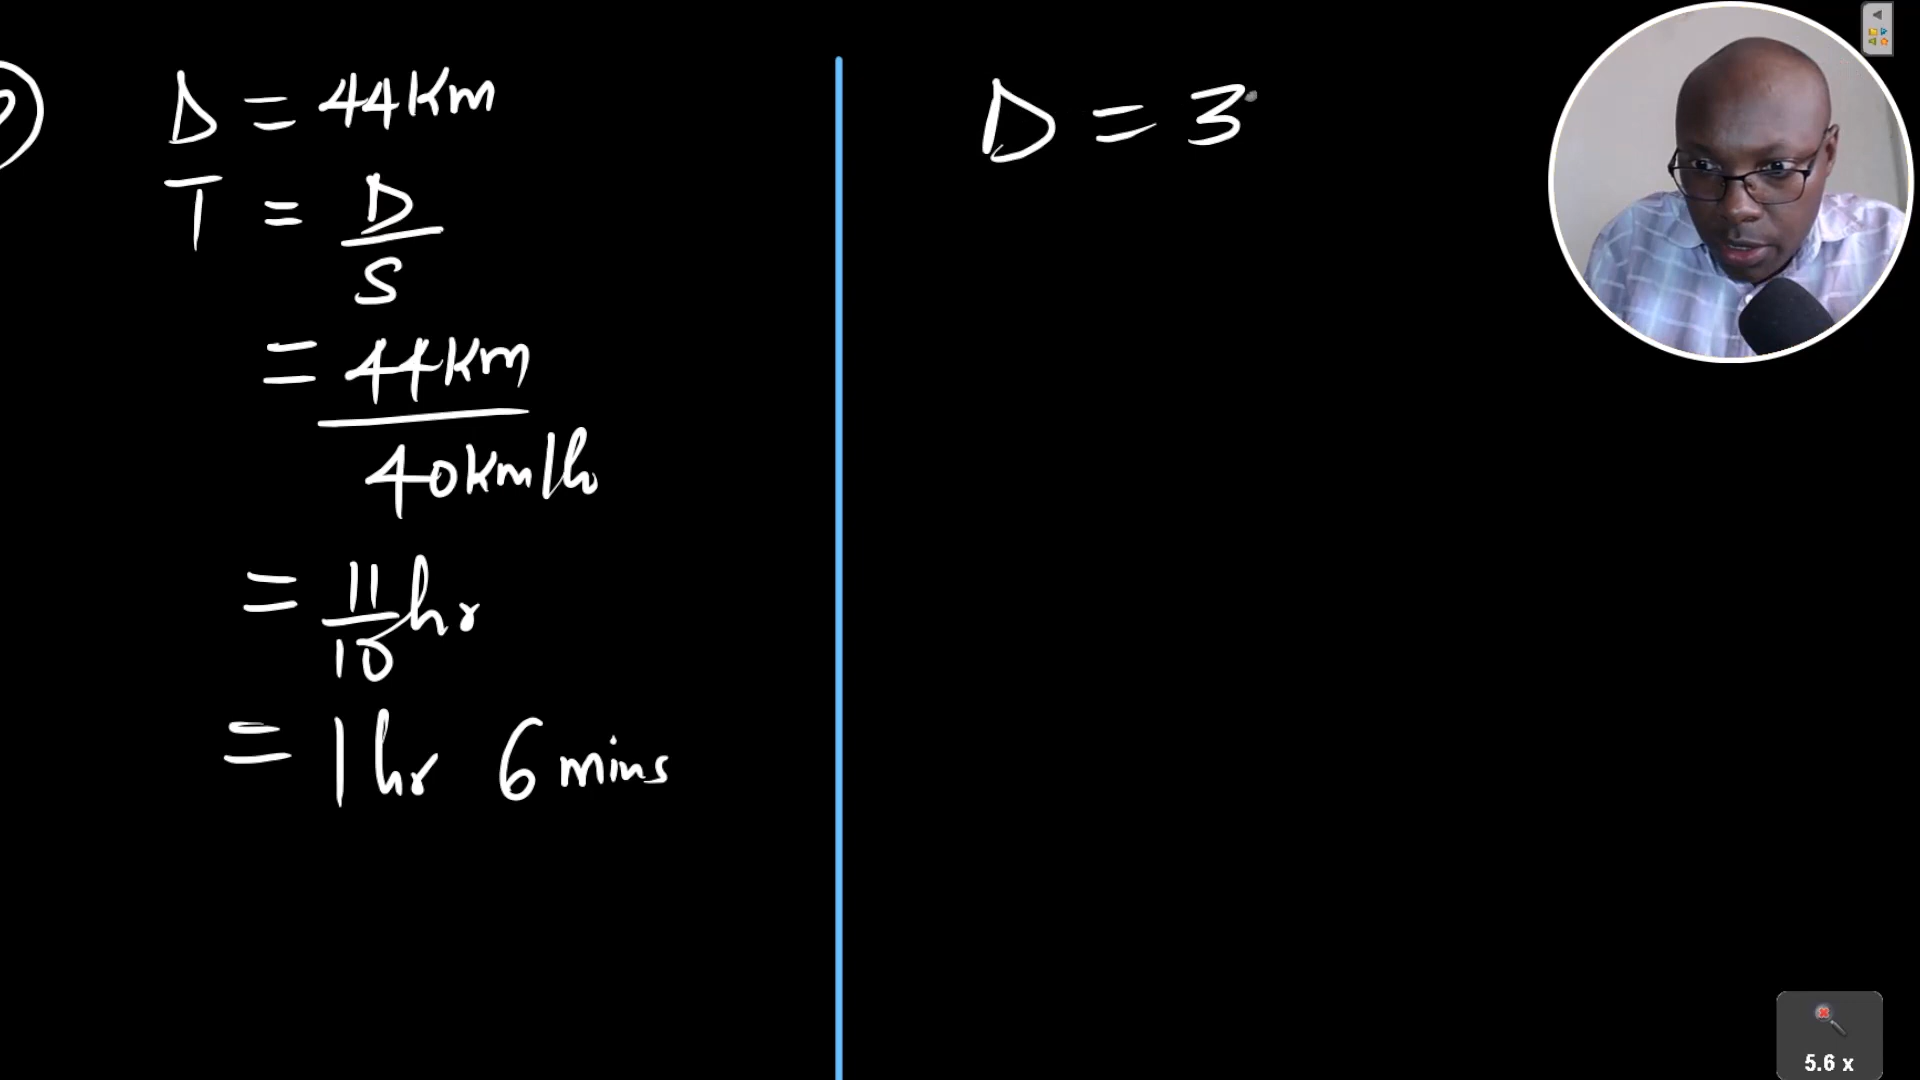 D = 44Km
T = D
S
= 44Km
40Km/h
= 11 hr
10
= 1 hr 6 mins
D = 3
5.6 x